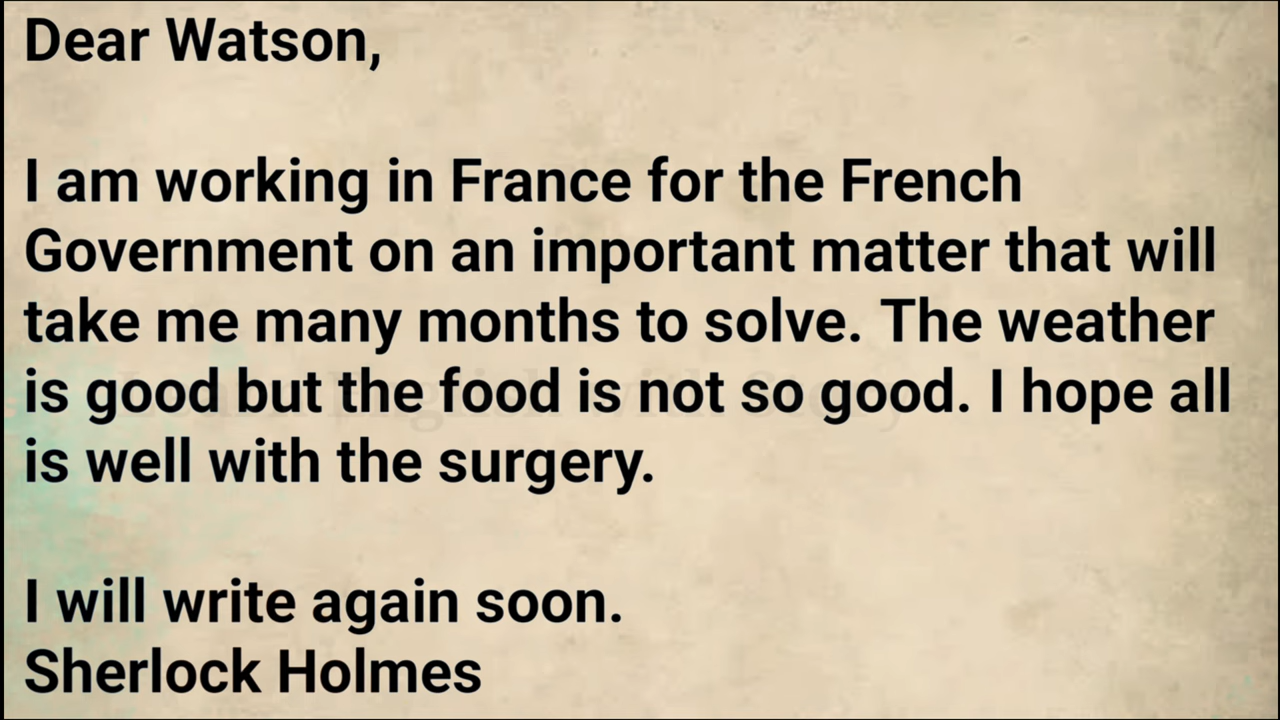 Dear Watson,
I am working in France for the French
Government on an important matter that will
take me many months to solve. The weather
is good but the food is not so good. I hope all
is well with the surgery.
I will write again soon.
Sherlock Holmes